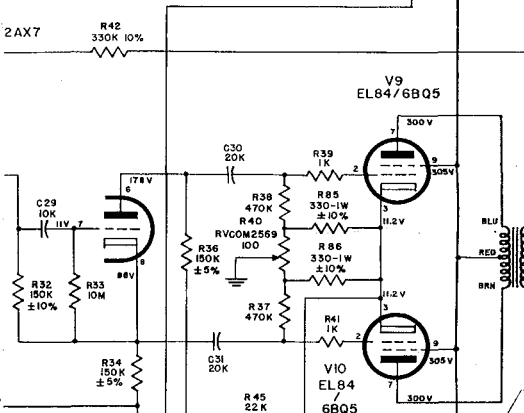 2AX7
R42
330K 10%
V9
EL84/6BQ5
7
300V
C30
20K
R39
1K
2
9
305V
178V
6
C29
10K
11V
7
8
86V
R38
470K
R85
330-1W
±10%
3
11.2V
R40
RVCOM2569
100
R36
150K
±5%
R86
330-1W
±10%
BLU
RED
BRN
R32
150K
±10%
R33
10M
R37
470K
11.2V
3
R41
1K
2
9
305V
C31
20K
R34
150K
±5%
V10
EL84
/
6BQ5
7
300V
R45
22K